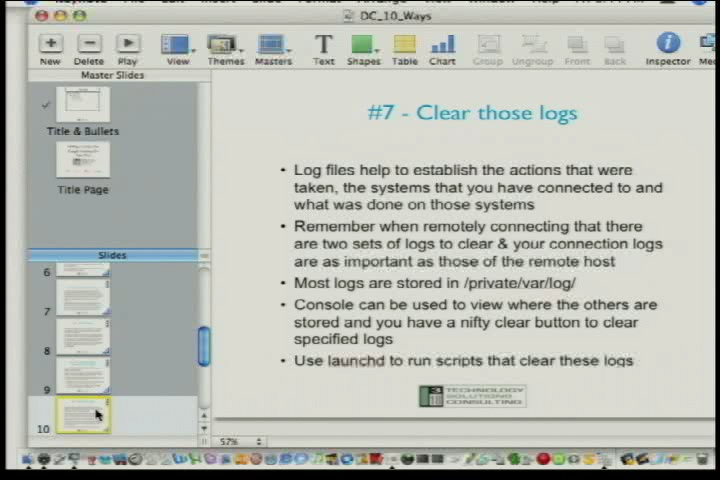 DC_10_Ways
New Delete Play View Themes Masters Text Shapes Table Chart Group Ungroup Front Back Inspector
Master Slides
Title & Bullets
Title Page
Slides
6
7
8
9
10
#7 - Clear those logs
• Log files help to establish the actions that were
taken, the systems that you have connected to and
what was done on those systems
• Remember when remotely connecting that there
are two sets of logs to clear & your connection logs
are as important as those of the remote host
• Most logs are stored in /private/var/log/
• Console can be used to view where the others are
stored and you have a nifty clear button to clear
specified logs
• Use launchd to run scripts that clear these logs
TECHNOLOGY
SOLUTIONS
CONSULTING
57%